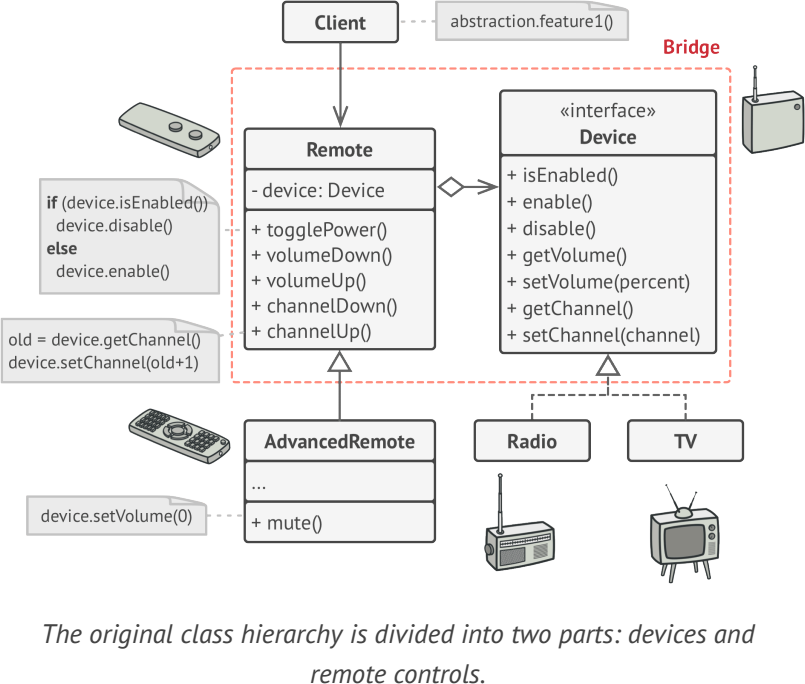 Client
abstraction.feature1()
Bridge
Remote
- device: Device
+ togglePower()
+ volumeDown()
+ volumeUp()
+ channelDown()
+ channelUp()
«interface»
Device
+ isEnabled()
+ enable()
+ disable()
+ getVolume()
+ setVolume(percent)
+ getChannel()
+ setChannel(channel)
if (device.isEnabled())
device.disable()
else
device.enable()
old = device.getChannel()
device.setChannel(old+1)
AdvancedRemote
...
+ mute()
device.setVolume(0)
Radio
TV
The original class hierarchy is divided into two parts: devices and
remote controls.